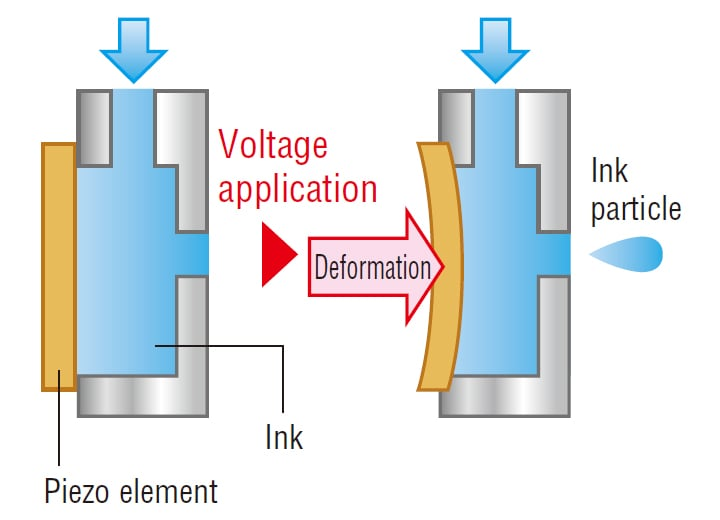 Voltage
application
Deformation
Ink
particle
Ink
Piezo element